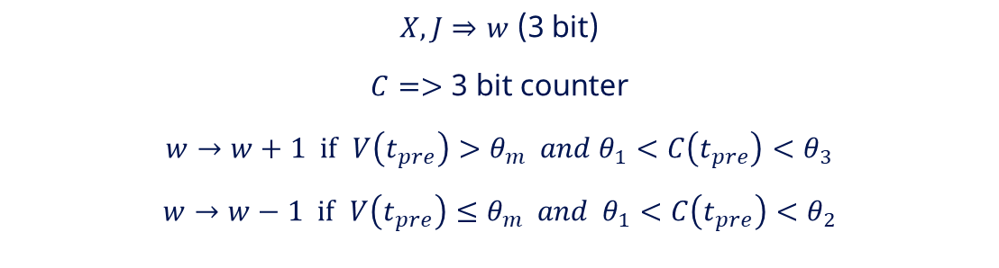 X, J ⇒ w (3 bit)
C => 3 bit counter
w → w + 1 if V(t_pre) > θ_m and θ_1 < C(t_pre) < θ_3
w → w − 1 if V(t_pre) ≤ θ_m and θ_1 < C(t_pre) < θ_2